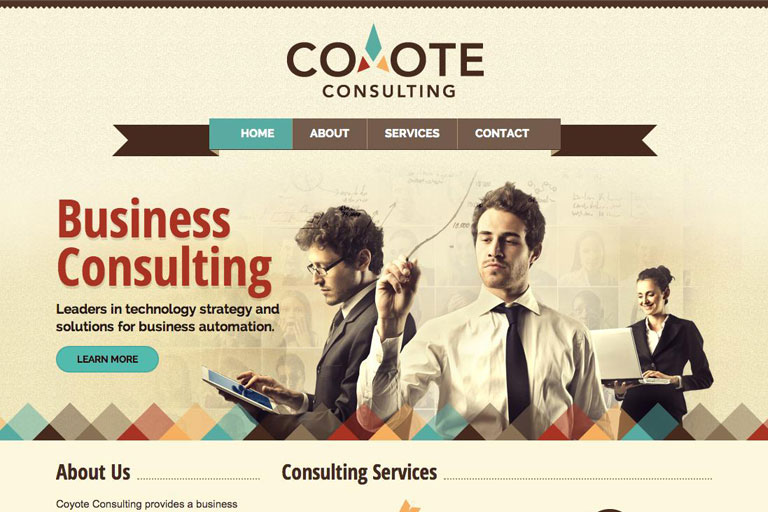 COYOTE
CONSULTING
HOME ABOUT SERVICES CONTACT
Business
Consulting
Leaders in technology strategy and
solutions for business automation.
LEARN MORE
About Us
Consulting Services
Coyote Consulting provides a business